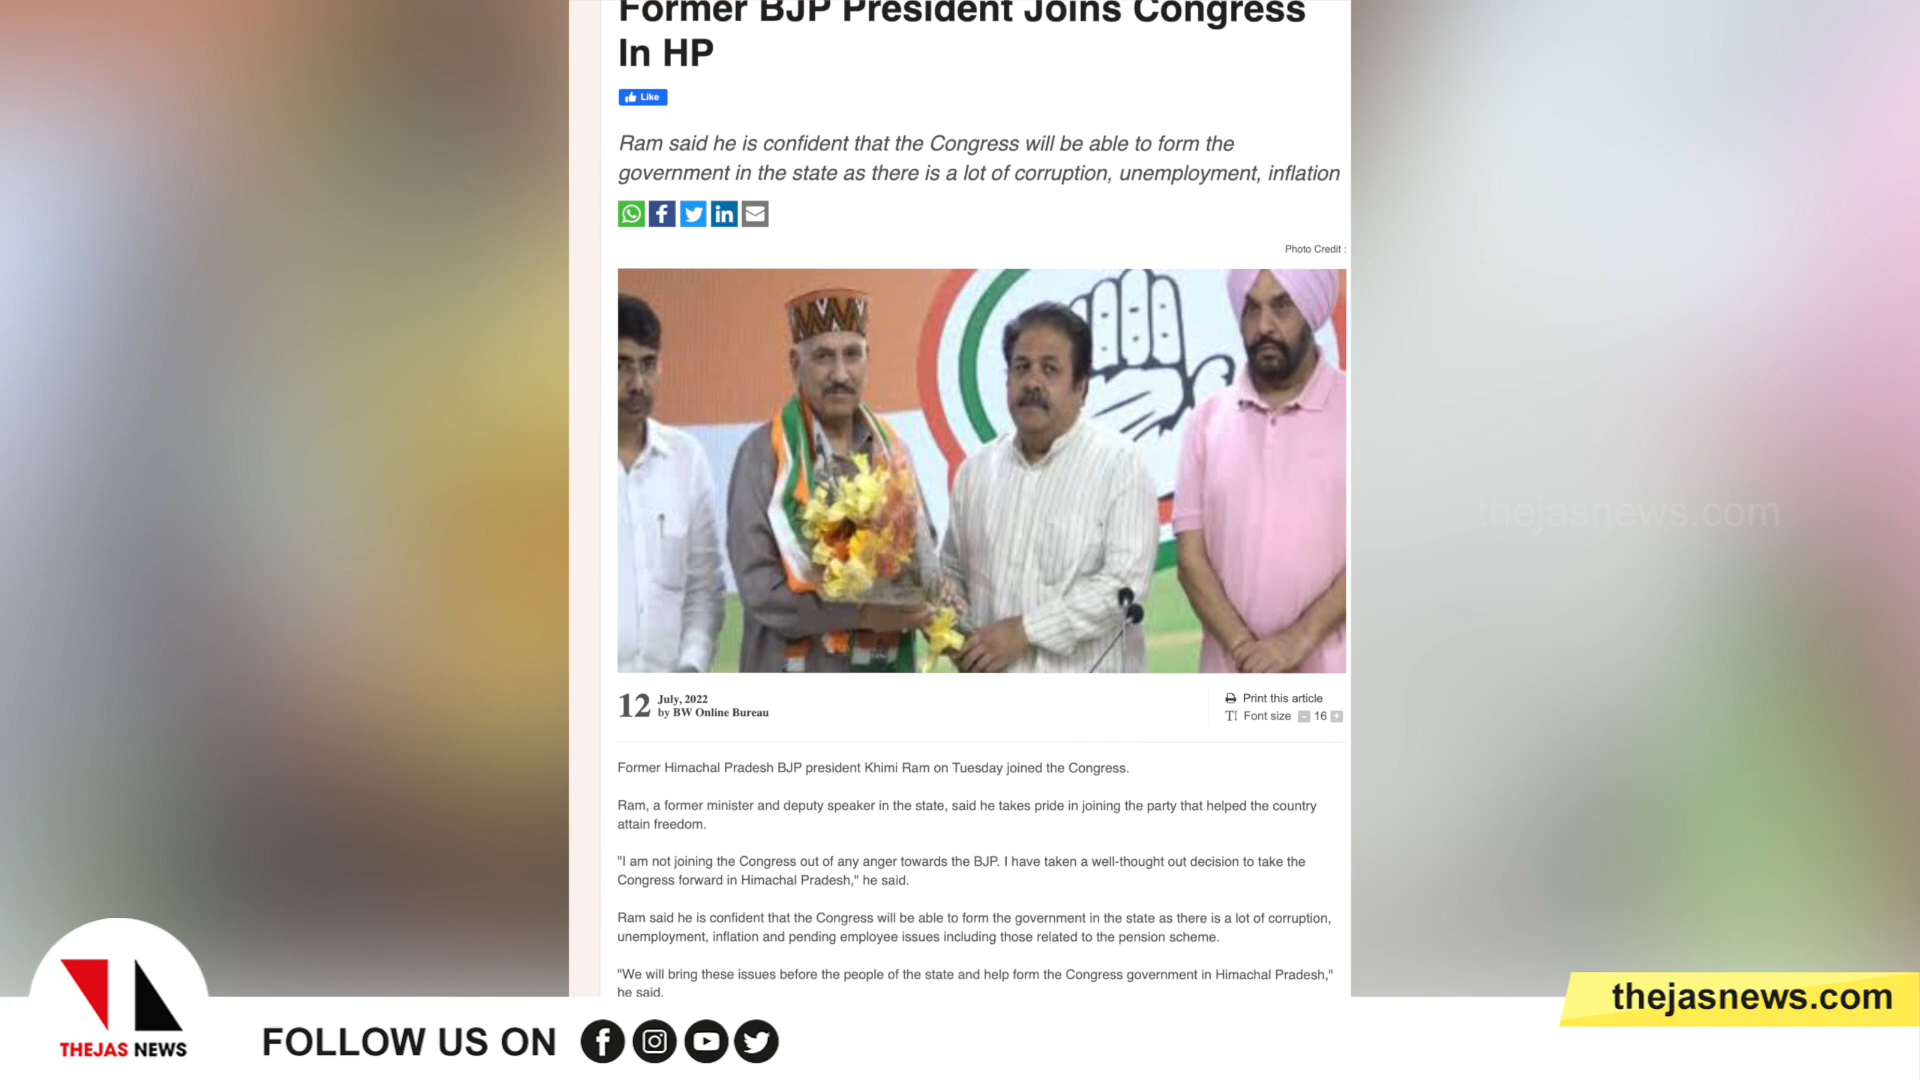 Former BJP President Joins Congress
In HP
Like
Ram said he is confident that the Congress will be able to form the
government in the state as there is a lot of corruption, unemployment, inflation
Photo Credit :
12 July, 2022
by BW Online Bureau
Print this article
Font size - 16 +
Former Himachal Pradesh BJP president Khimi Ram on Tuesday joined the Congress.
Ram, a former minister and deputy speaker in the state, said he takes pride in joining the party that helped the country
attain freedom.
"I am not joining the Congress out of any anger towards the BJP. I have taken a well-thought out decision to take the
Congress forward in Himachal Pradesh," he said.
Ram said he is confident that the Congress will be able to form the government in the state as there is a lot of corruption,
unemployment, inflation and pending employee issues including those related to the pension scheme.
"We will bring these issues before the people of the state and help form the Congress government in Himachal Pradesh,"
he said.
thejasnews.com
thejasnews.com
THEJAS NEWS
FOLLOW US ON